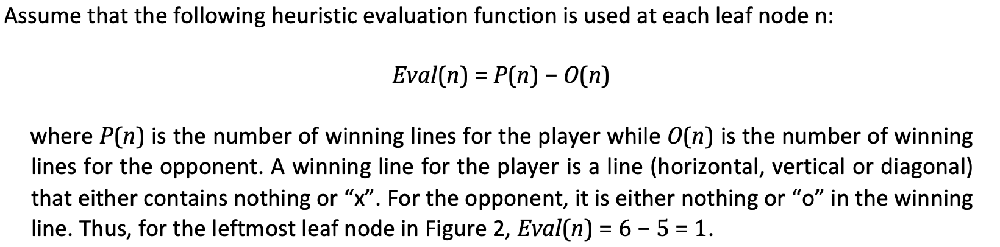 Assume that the following heuristic evaluation function is used at each leaf node n:
Eval(n) = P(n) – O(n)
where P(n) is the number of winning lines for the player while O(n) is the number of winning
lines for the opponent. A winning line for the player is a line (horizontal, vertical or diagonal)
that either contains nothing or “x”. For the opponent, it is either nothing or “o” in the winning
line. Thus, for the leftmost leaf node in Figure 2, Eval(n) = 6 – 5 = 1.